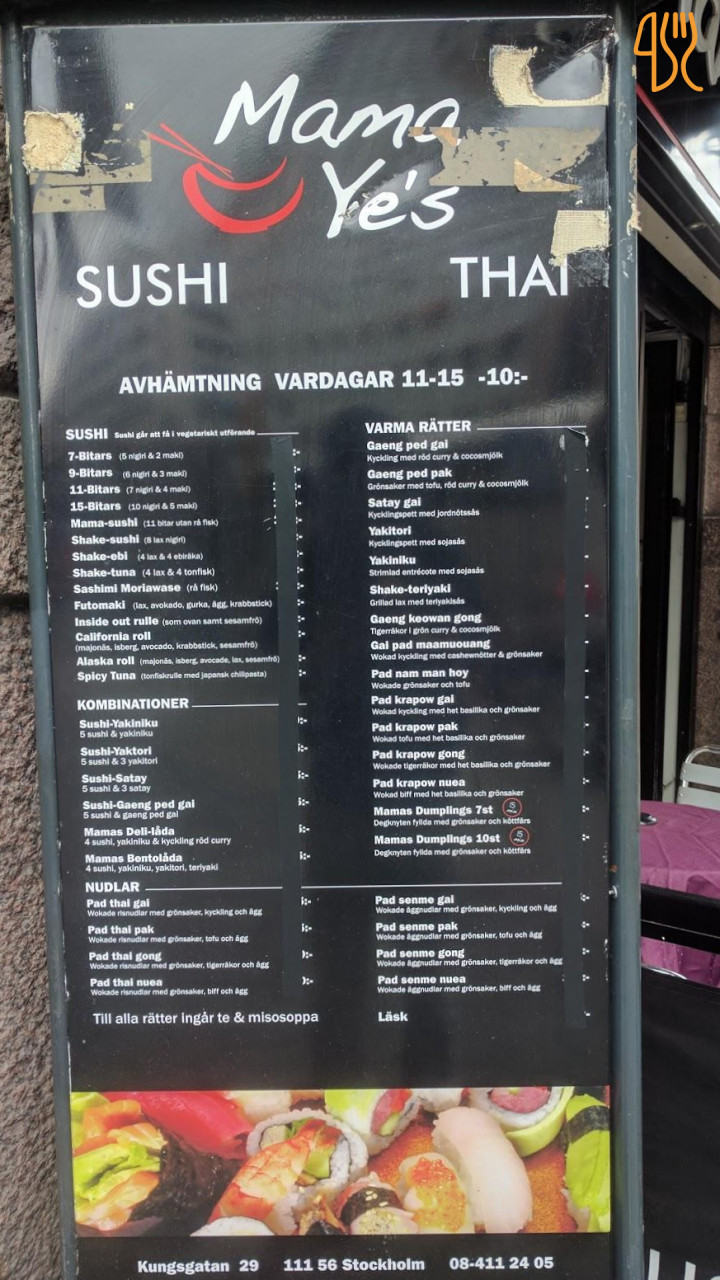 Mama
Ye's
SUSHI THAI
AVHÄMTNING VARDAGAR 11-15 -10:-
SUSHI Sushi går att få i vegetariskt utförande
7-Bitars (5 nigiri & 2 maki)
9-Bitars (6 nigiri & 3 maki)
11-Bitars (7 nigiri & 4 maki)
15-Bitars (10 nigiri & 5 maki)
Mama-sushi (11 bitar utan rå fisk)
Shake-sushi (8 lax nigiri)
Shake-ebi (4 lax & 4 ebiräka)
Shake-tuna (4 lax & 4 tonfisk)
Sashimi Moriawase (rå fisk)
Futomaki (lax, avokado, gurka, ägg, krabbstick)
Inside out rulle (som ovan samt sesamfrö)
California roll
(majonäs, isberg, avocado, krabbstick, sesamfrö)
Alaska roll (majonäs, isberg, avocade, lax, sesamfrö)
Spicy Tuna (tonfiskrulle med japansk chilipasta)
KOMBINATIONER
Sushi-Yakiniku
5 sushi & yakiniku
Sushi-Yaktori
5 sushi & 3 yakitori
Sushi-Satay
5 sushi & 3 satay
Sushi-Gaeng ped gai
5 sushi & gaeng ped gai
Mamas Deli-låda
4 sushi, yakiniku & kyckling röd curry
Mamas Bentolåda
4 sushi, yakiniku, yakitori, teriyaki
VARMA RÄTTER
Gaeng ped gai
Kyckling med röd curry & cocosmjölk
Gaeng ped pak
Grönsaker med tofu, röd curry & cocosmjölk
Satay gai
Kycklingspett med jordnötssås
Yakitori
Kycklingspett med sojasås
Yakiniku
Strimlad entrécote med sojasås
Shake-teriyaki
Grillad lax med teriyakisås
Gaeng keowan gong
Tigerräkor i grön curry & cocosmjölk
Gai pad maamuouang
Wokad kyckling med cashewnötter & grönsaker
Pad nam man hoy
Wokade grönsaker och tofu
Pad krapow gai
Wokad kyckling med het basilika och grönsaker
Pad krapow pak
Wokad tofu med het basilika och grönsaker
Pad krapow gong
Wokade tigerräkor med het basilika och grönsaker
Pad krapow nuea
Wokad biff med het basilika och grönsaker
Mamas Dumplings 7st
Degknyten fyllda med grönsaker och köttfärs
Mamas Dumplings 10st
Degknyten fyllda med grönsaker och köttfärs
NUDLAR
Pad thai gai
Wokade risnudlar med grönsaker, kyckling och ägg
Pad thai pak
Wokade risnudlar med grönsaker, tofu och ägg
Pad thai gong
Wokade risnudlar med grönsaker, tigerräkor och ägg
Pad thai nuea
Wokade risnudlar med grönsaker, biff och ägg
Pad senme gai
Wokade äggnudlar med grönsaker, kyckling och ägg
Pad senme pak
Wokade äggnudlar med grönsaker, tofu och ägg
Pad senme gong
Wokade äggnudlar med grönsaker, tigerräkor och ägg
Pad senme nuea
Wokade äggnudlar med grönsaker, biff och ägg
Till alla rätter ingår te & misosoppa
Läsk
Kungsgatan 29 111 56 Stockholm 08-411 24 05